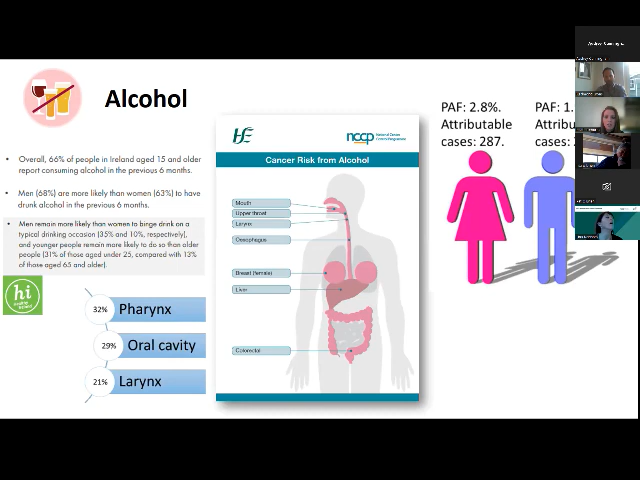 Alcohol
• Overall, 66% of people in Ireland aged 15 and older
report consuming alcohol in the previous 6 months.
• Men (68%) are more likely than women (63%) to have
drunk alcohol in the previous 6 months.
• Men remain more likely than women to binge drink on a
typical drinking occasion (35% and 10%, respectively),
and younger people remain more likely to do so than older
people (31% of those aged under 25, compared with 13%
of those aged 65 and older).
hi
32% Pharynx
29% Oral cavity
21% Larynx
nccp National Cancer
Control Programme
Cancer Risk from Alcohol
Mouth
Upper throat
Larynx
Oesophagus
Breast (female)
Liver
Colorectal
PAF: 2.8%.
Attributable
cases: 287.
PAF: 1.
Attribu
cases: